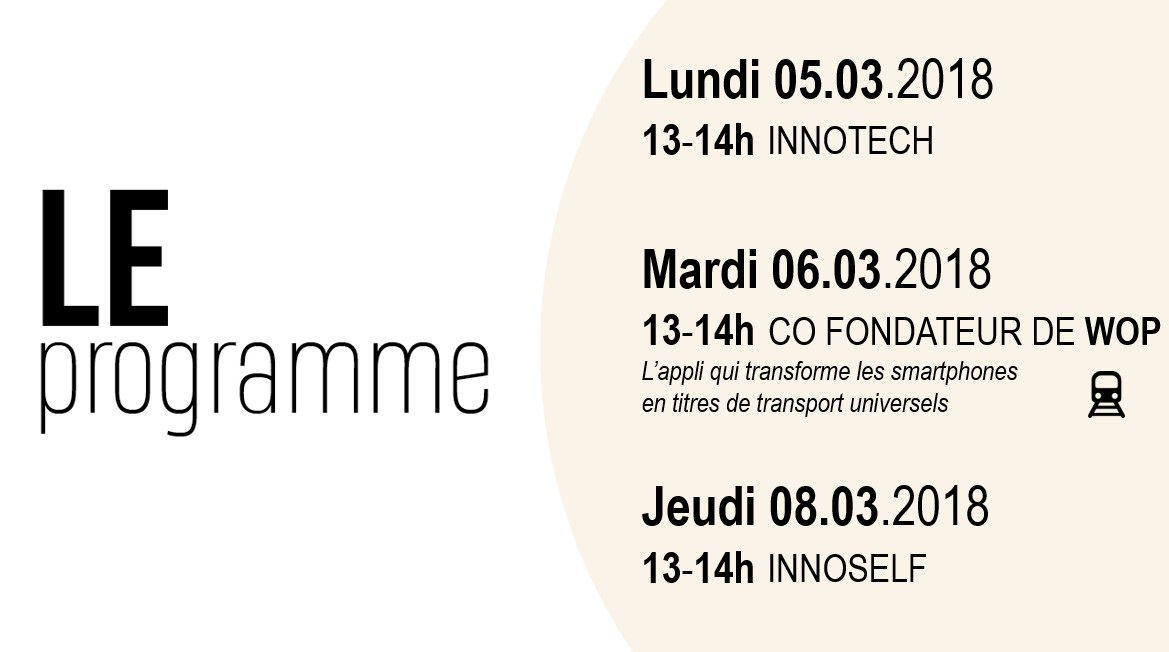 LE
programme
Lundi 05.03.2018
13-14h INNOTECH
Mardi 06.03.2018
13-14h CO FONDATEUR DE WOP
L'appli qui transforme les smartphones
en titres de transport universels
Jeudi 08.03.2018
13-14h INNOSELF